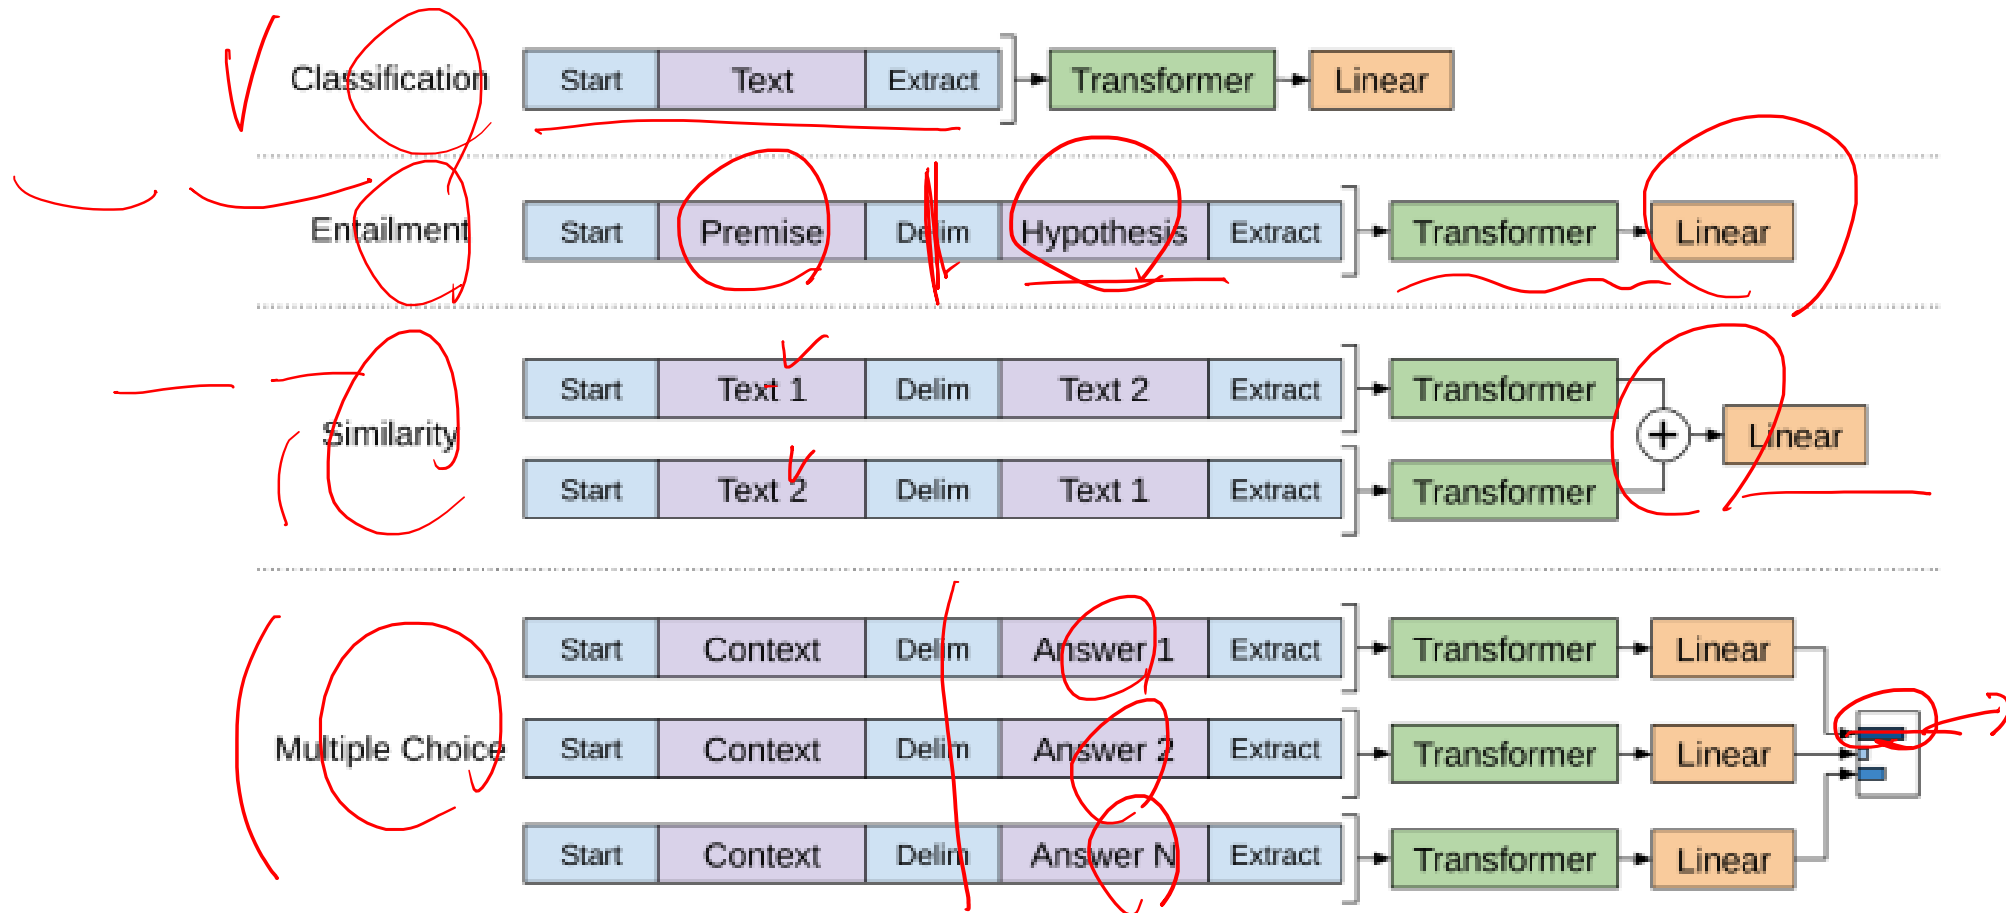 Classification Start Text Extract Transformer Linear
Entailment Start Premise Delim Hypothesis Extract Transformer Linear
Start Text 1 Delim Text 2 Extract Transformer
Similarity + Linear
Start Text 2 Delim Text 1 Extract Transformer
Start Context Delim Answer 1 Extract Transformer Linear
Multiple Choice Start Context Delim Answer 2 Extract Transformer Linear
Start Context Delim Answer N Extract Transformer Linear